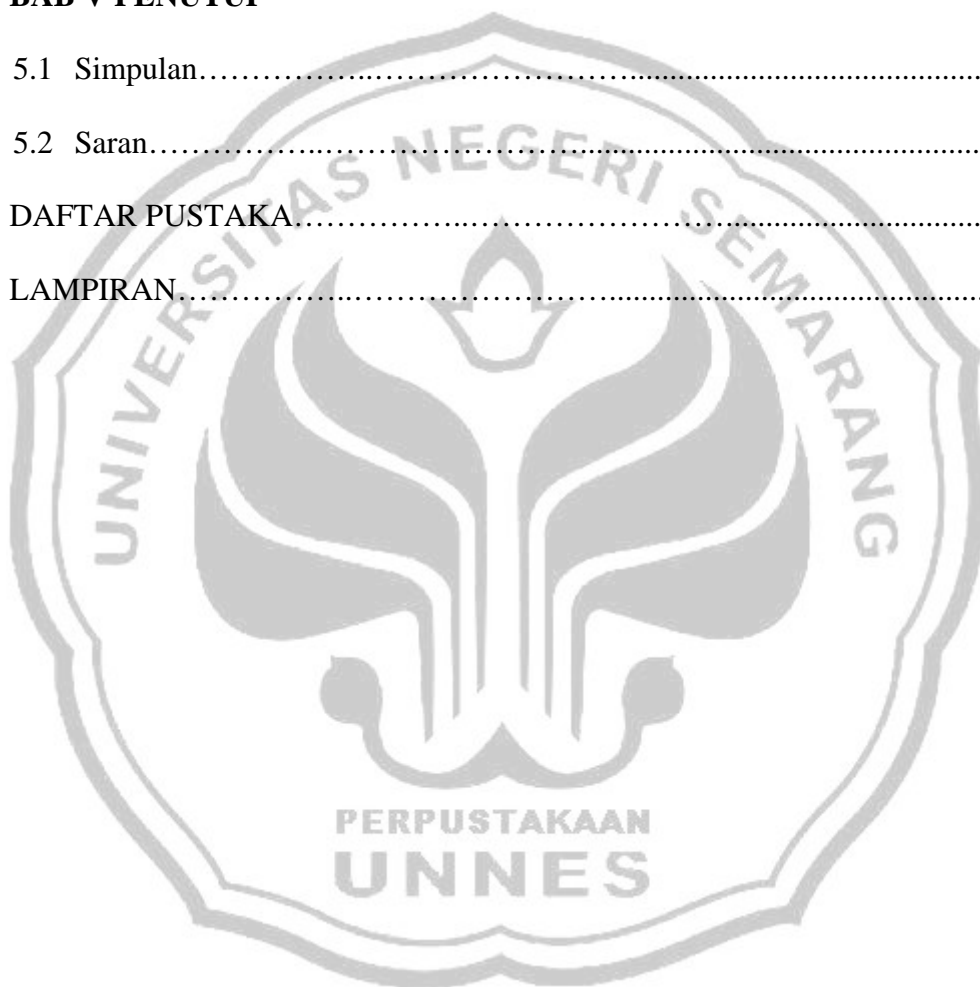 BAB V PENUTUP
5.1 Simpulan……………..……………………...............................................
5.2 Saran……………..……………………...............................................
DAFTAR PUSTAKA……………..……………………...............................................
LAMPIRAN……………..……………………...............................................
UNIVERSITAS NEGERI SEMARANG
PERPUSTAKAAN
UNNES